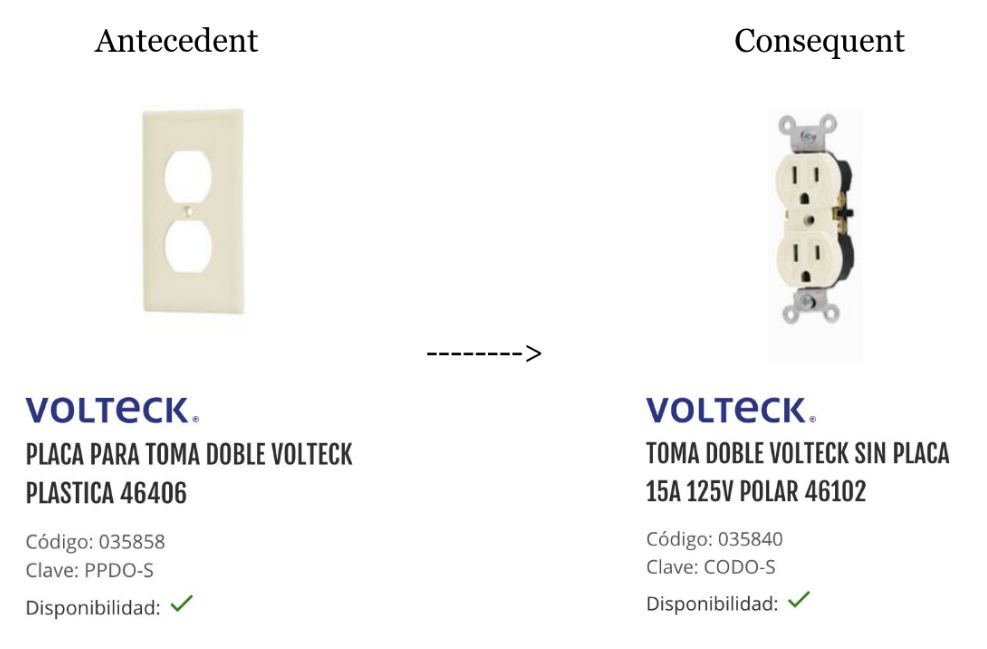 Antecedent
Consequent
-------->
VOLTECK®
PLACA PARA TOMA DOBLE VOLTECK
PLASTICA 46406
Código: 035858
Clave: PPDO-S
Disponibilidad: ✓
VOLTECK®
TOMA DOBLE VOLTECK SIN PLACA
15A 125V POLAR 46102
Código: 035840
Clave: CODO-S
Disponibilidad: ✓